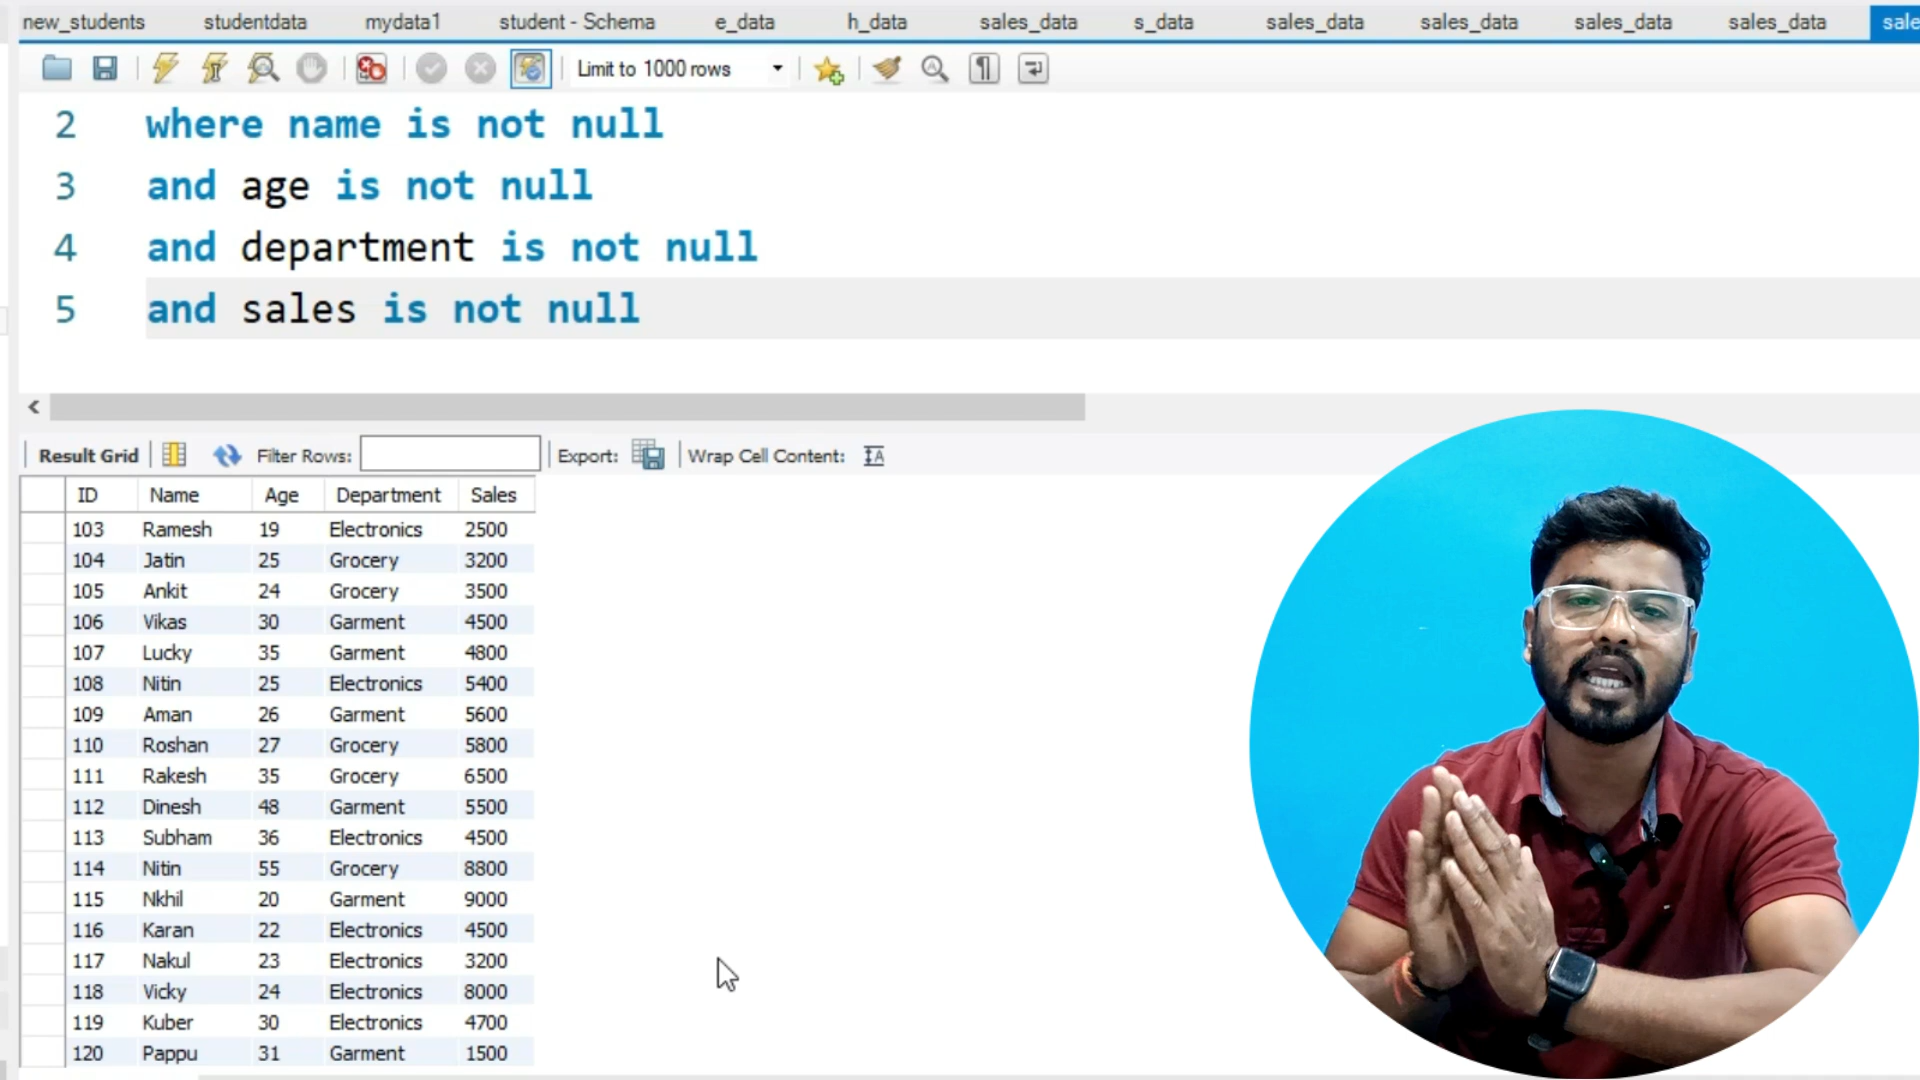 new_students studentdata mydata1 student - Schema e_data h_data sales_data s_data sales_data sales_data sales_data sales_data sale
Limit to 1000 rows
2 where name is not null
3 and age is not null
4 and department is not null
5 and sales is not null
Result Grid Filter Rows: Export: Wrap Cell Content:
ID Name Age Department Sales
103 Ramesh 19 Electronics 2500
104 Jatin 25 Grocery 3200
105 Ankit 24 Grocery 3500
106 Vikas 30 Garment 4500
107 Lucky 35 Garment 4800
108 Nitin 25 Electronics 5400
109 Aman 26 Garment 5600
110 Roshan 27 Grocery 5800
111 Rakesh 35 Grocery 6500
112 Dinesh 48 Garment 5500
113 Subham 36 Electronics 4500
114 Nitin 55 Grocery 8800
115 Nkhil 20 Garment 9000
116 Karan 22 Electronics 4500
117 Nakul 23 Electronics 3200
118 Vicky 24 Electronics 8000
119 Kuber 30 Electronics 4700
120 Pappu 31 Garment 1500